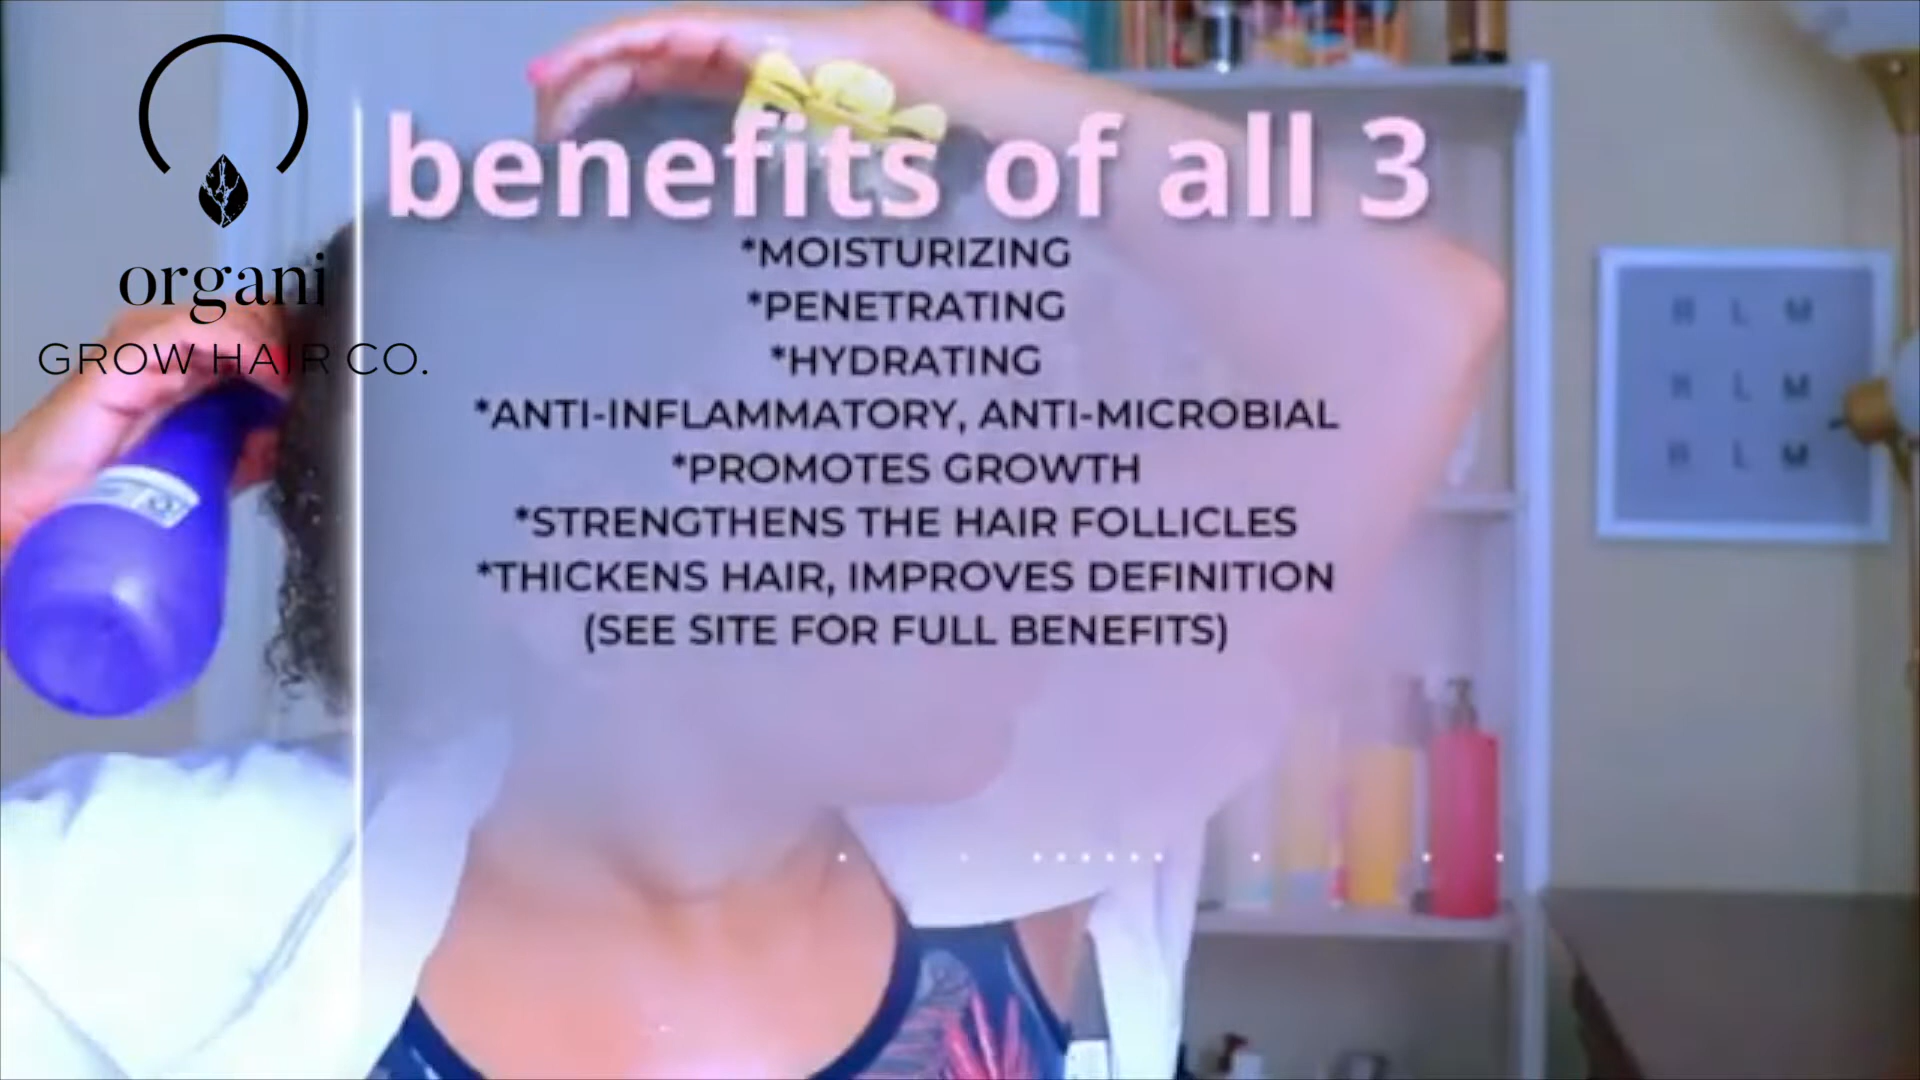 organi
GROW HAIR CO.
benefits of all 3
*MOISTURIZING
*PENETRATING
*HYDRATING
*ANTI-INFLAMMATORY, ANTI-MICROBIAL
*PROMOTES GROWTH
*STRENGTHENS THE HAIR FOLLICLES
*THICKENS HAIR, IMPROVES DEFINITION
(SEE SITE FOR FULL BENEFITS)